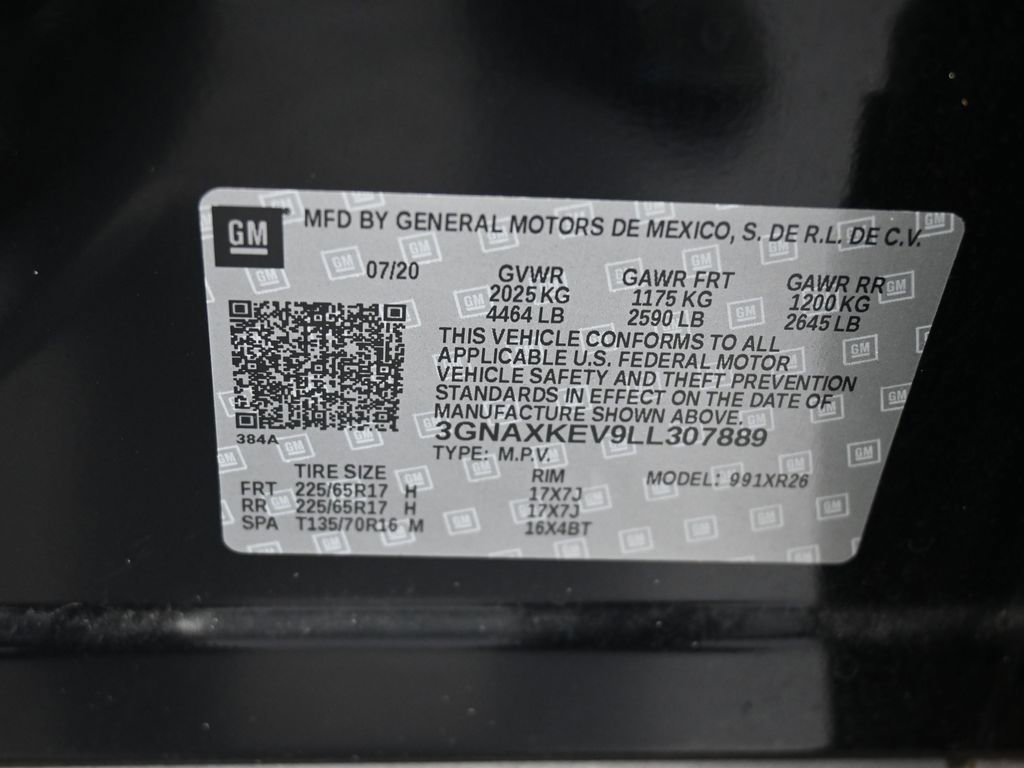 GM MFD BY GENERAL MOTORS DE MEXICO, S. DE R.L. DE C.V.
07/20 GVWR GAWR FRT GAWR RR
2025 KG 1175 KG 1200 KG
4464 LB 2590 LB 2645 LB
THIS VEHICLE CONFORMS TO ALL
APPLICABLE U.S. FEDERAL MOTOR
VEHICLE SAFETY AND THEFT PREVENTION
STANDARDS IN EFFECT ON THE DATE OF
MANUFACTURE SHOWN ABOVE.
3GNAXKEV9LL307889
384A
TYPE: M.P.V.
TIRE SIZE RIM MODEL: 991XR26
FRT 225/65R17 H 17X7J
RR 225/65R17 H 17X7J
SPA T135/70R16 M 16X4BT